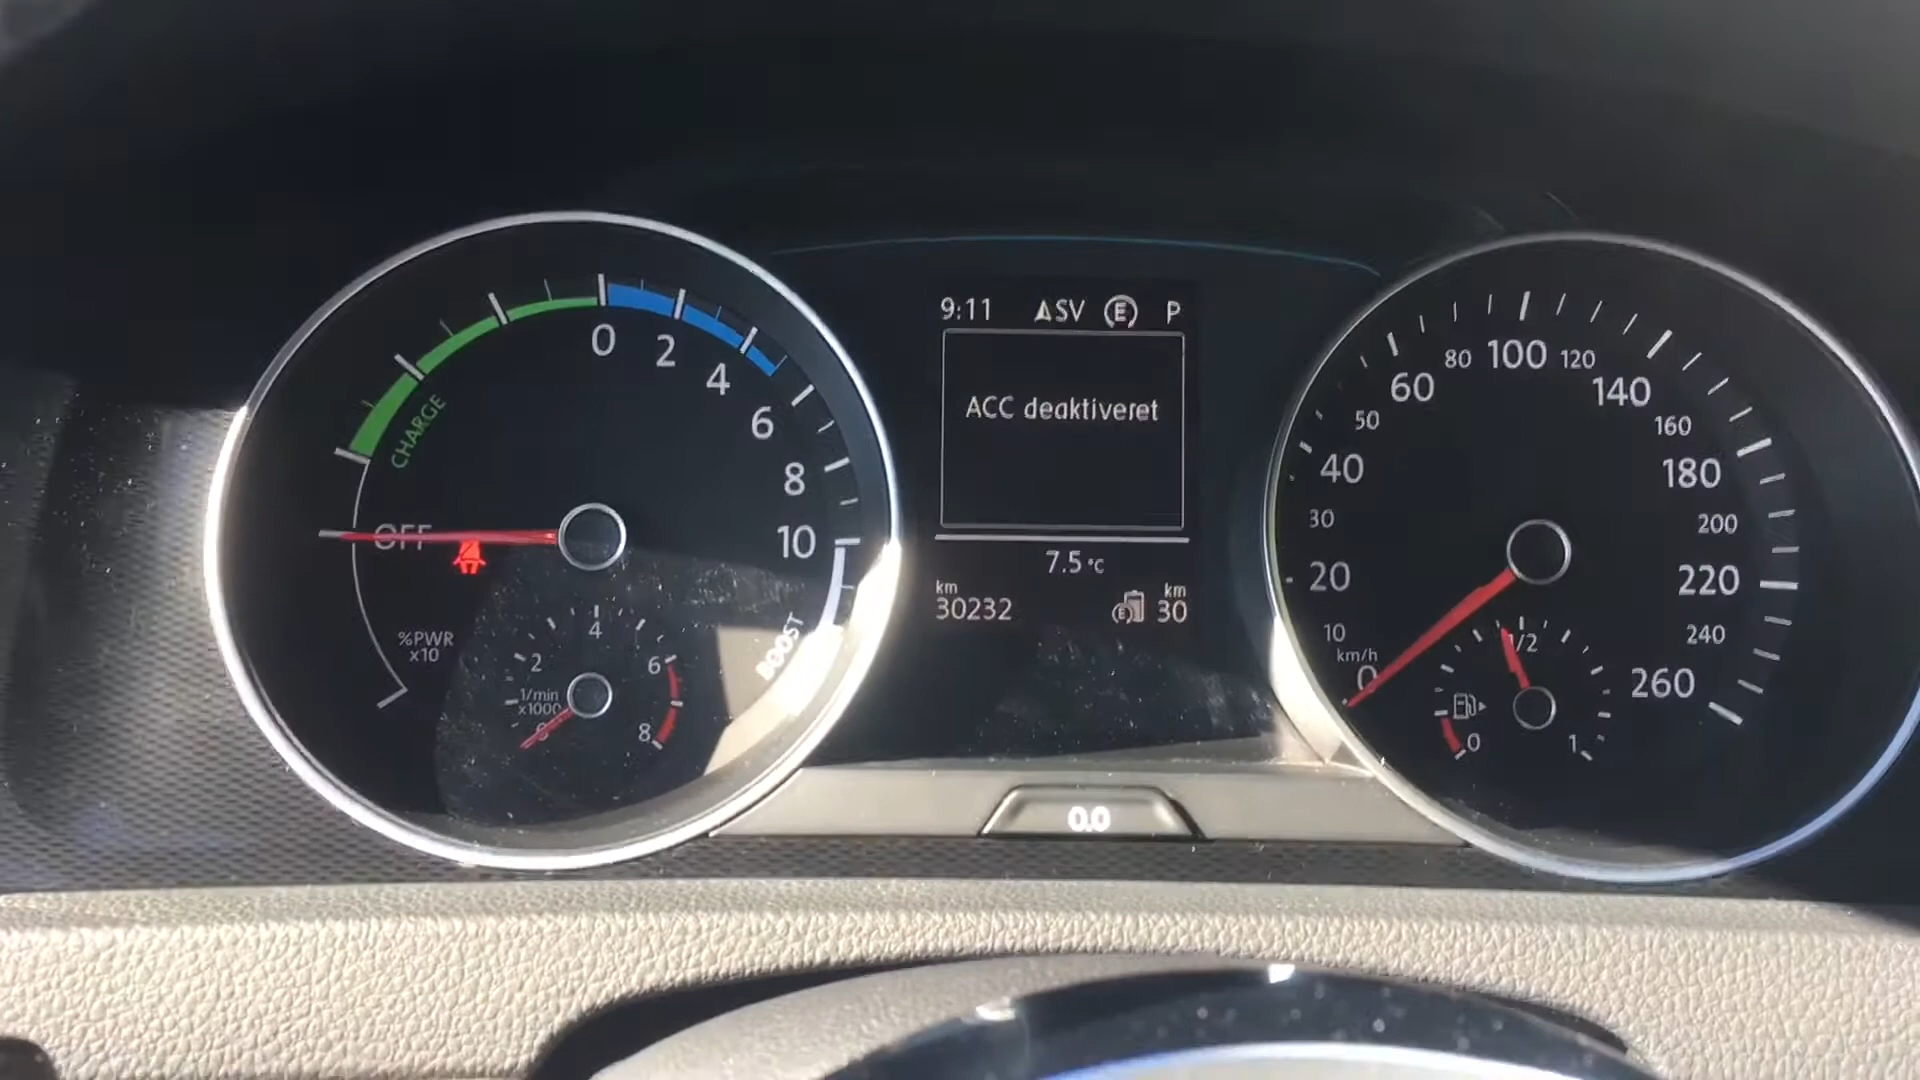 0
2
4
6
8
10
CHARGE
OFF
BOOST
%PWR
x10
2
4
6
8
1/min
x1000
0
9:11 SV E P
ACC deaktiveret
7.5 °C
km
30232
E km
30
0.0
km/h
0
10
20
30
40
50
60
80
100
120
140
160
180
200
220
240
260
0
1/2
1